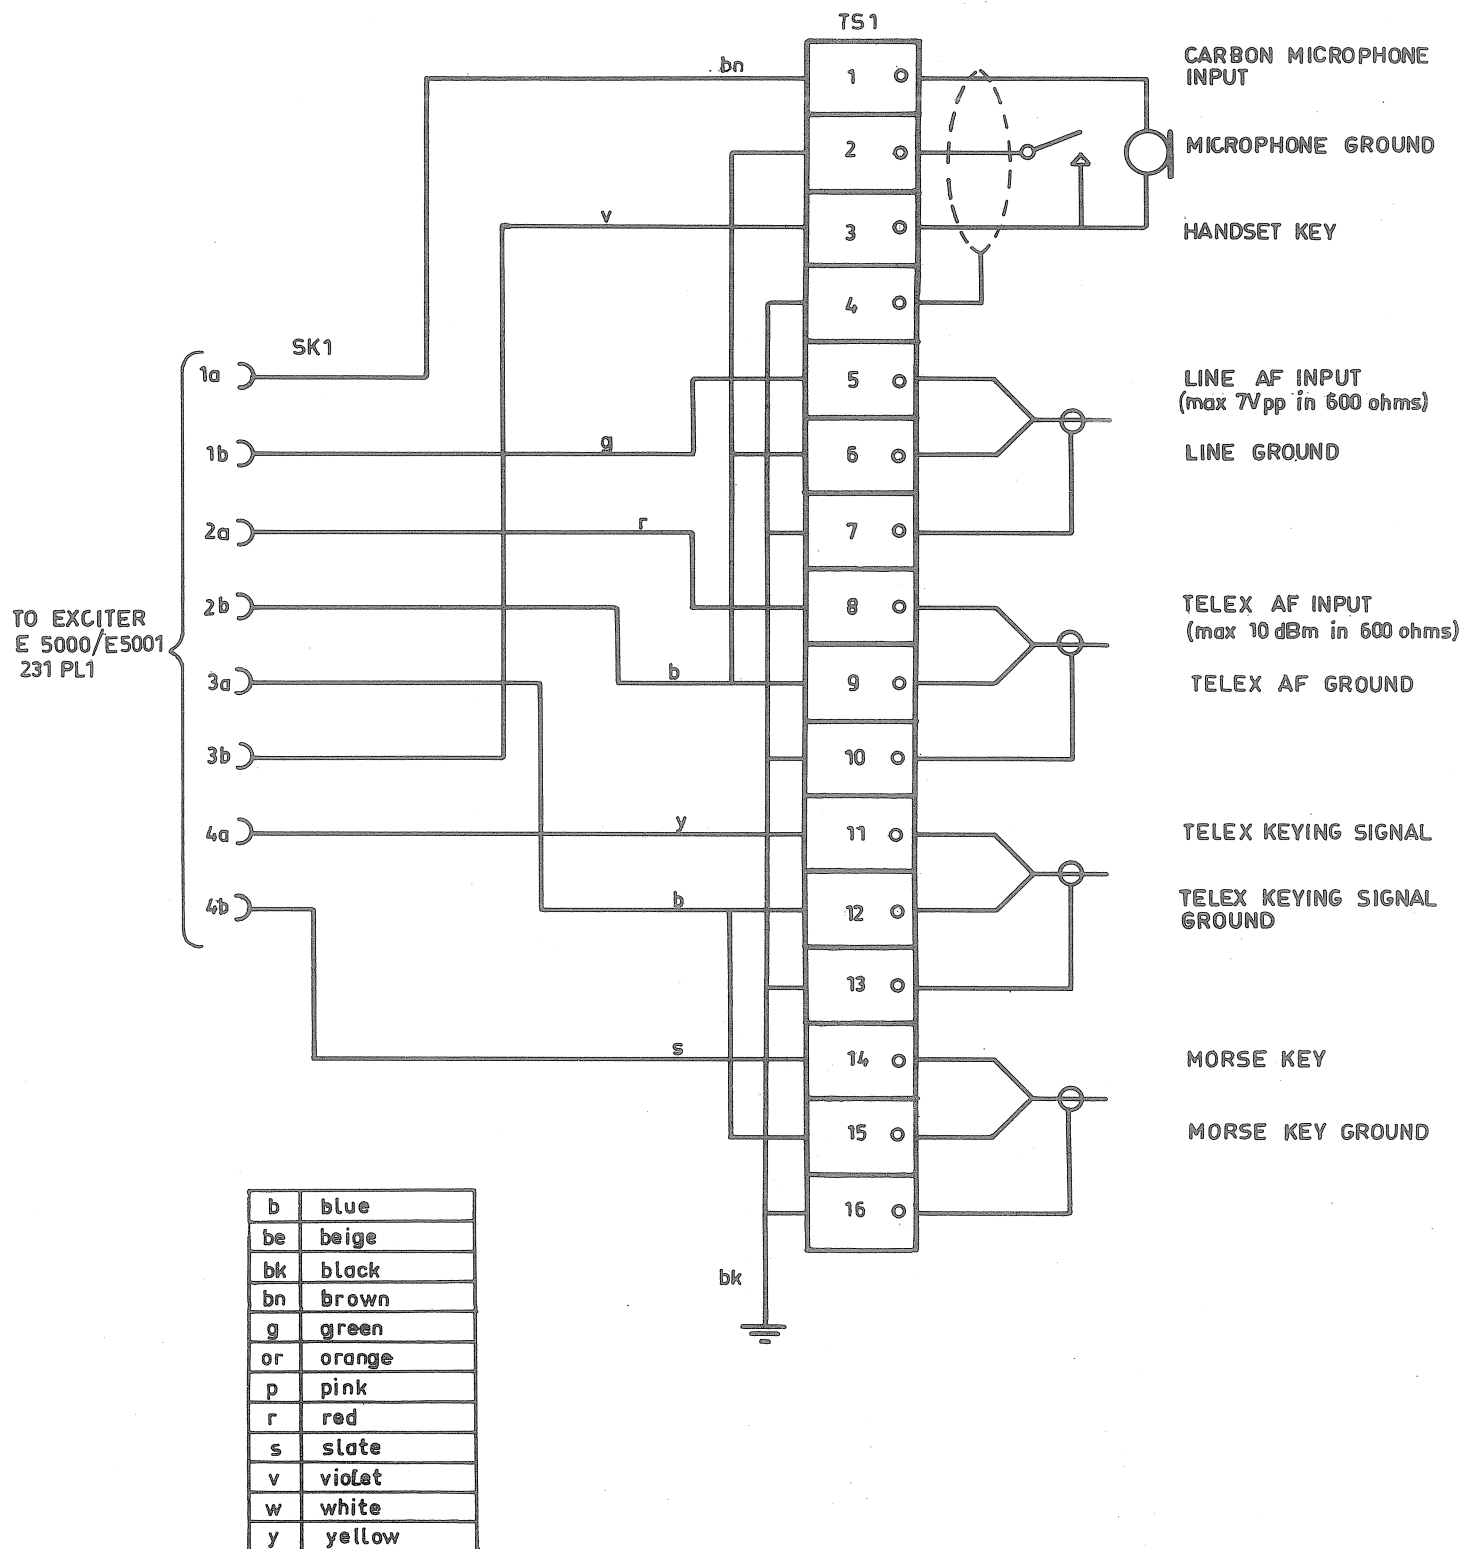 TS1
bn
1
CARBON MICROPHONE
INPUT
2
MICROPHONE GROUND
v
3
HANDSET KEY
4
SK1
1a
5
LINE AF INPUT
(max 7Vpp in 600 ohms)
1b
g
6
LINE GROUND
2a
r
7
2b
8
TELEX AF INPUT
(max 10 dBm in 600 ohms)
TO EXCITER
E 5000/E5001
231 PL1
3a
b
9
TELEX AF GROUND
3b
10
4a
y
11
TELEX KEYING SIGNAL
4b
b
12
TELEX KEYING SIGNAL
GROUND
13
s
14
MORSE KEY
15
MORSE KEY GROUND
16
bk
b blue
be beige
bk black
bn brown
g green
or orange
p pink
r red
s slate
v violet
w white
y yellow